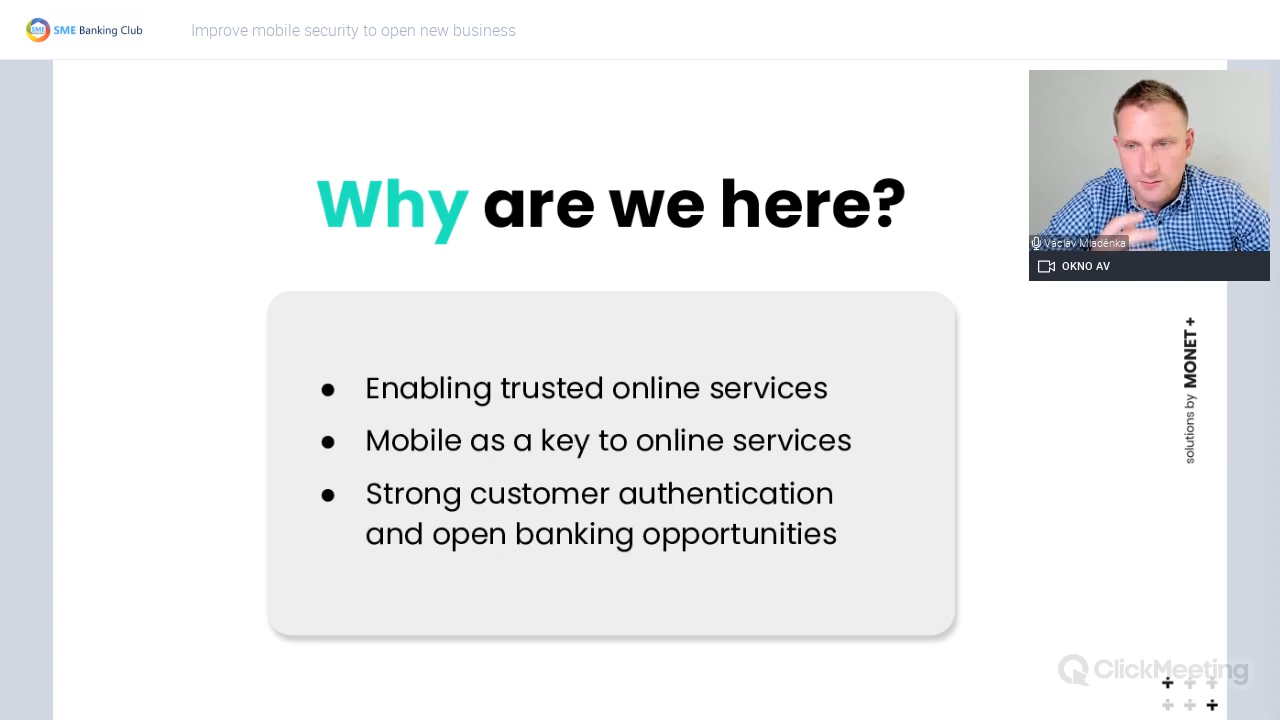 SME
SME Banking Club
Improve mobile security to open new business
Why are we here?
● Enabling trusted online services
● Mobile as a key to online services
● Strong customer authentication
and open banking opportunities
Václav Mladěnka
OKNO AV
solutions by MONET +
ClickMeeting